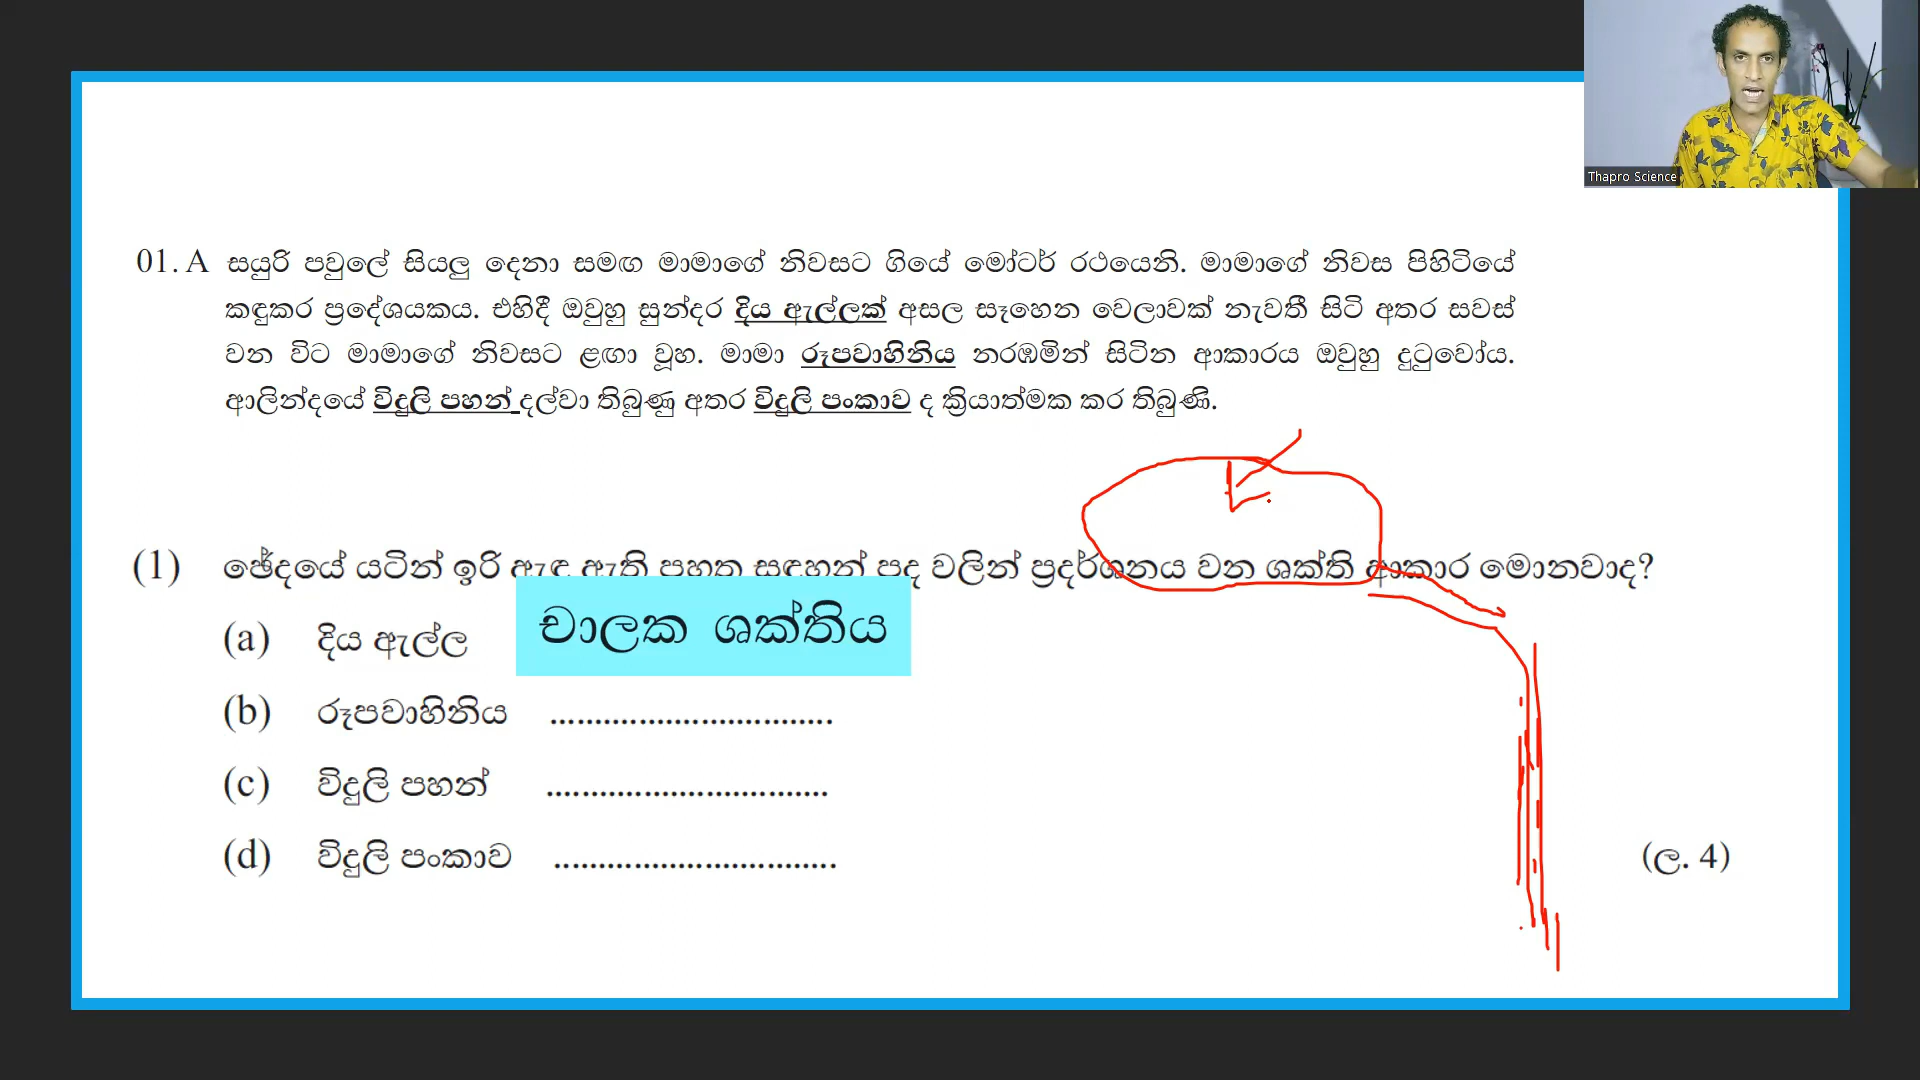 Thapro Science
01. A සයුරි පවුලේ සියලු දෙනා සමඟ මාමාගේ නිවසට ගියේ මෝටර් රථයෙනි. මාමාගේ නිවස පිහිටියේ
කඳුකර ප්‍රදේශයකය. එහිදී ඔවුහු සුන්දර දිය ඇල්ලක් අසල සෑහෙන වෙලාවක් නැවතී සිටි අතර සවස්
වන විට මාමාගේ නිවසට ළඟා වූහ. මාමා රූපවාහිනිය නරඹමින් සිටින ආකාරය ඔවුහු දුටුවෝය.
ආලින්දයේ විදුලි පහන් දල්වා තිබුණු අතර විදුලි පංකාව ද ක්‍රියාත්මක කර තිබුණි.
(1) ඡේදයේ යටින් ඉරි ඇඳ ඇති පහත සඳහන් පද වලින් ප්‍රදර්ශනය වන ශක්ති ආකාර මොනවාද?
(a) දිය ඇල්ල චාලක ශක්තිය
(b) රූපවාහිනිය ................................
(c) විදුලි පහන් ................................
(d) විදුලි පංකාව ................................ (ල. 4)